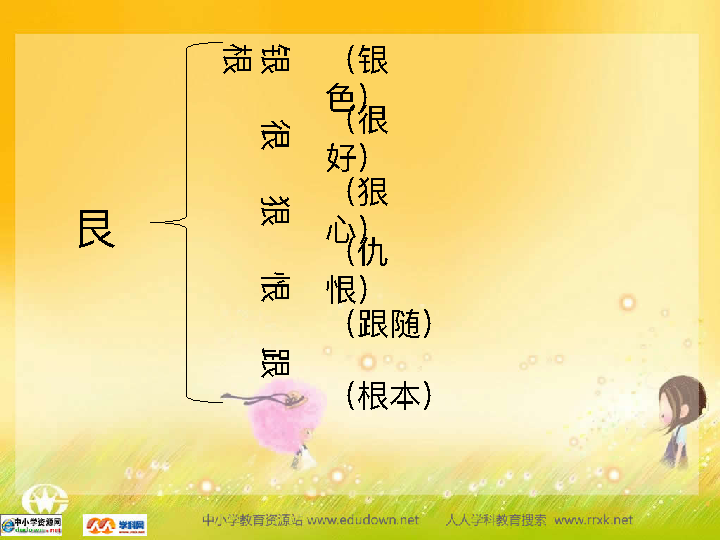 艮
银 很 狠 恨 跟
根
（银
色）
（很
好）
（狠
心）
（仇
恨）
（跟随）
（根本）
中小学资源网
学科网
中小学教育资源站 www.edudown.net 人人学科教育搜索 www.rrxk.net